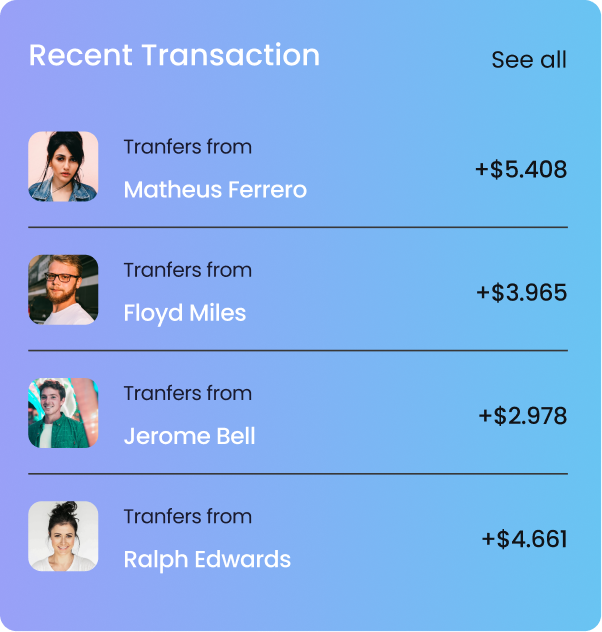 Recent Transaction
See all
Tranfers from
Matheus Ferrero
+$5.408
Tranfers from
Floyd Miles
+$3.965
Tranfers from
Jerome Bell
+$2.978
Tranfers from
Ralph Edwards
+$4.661